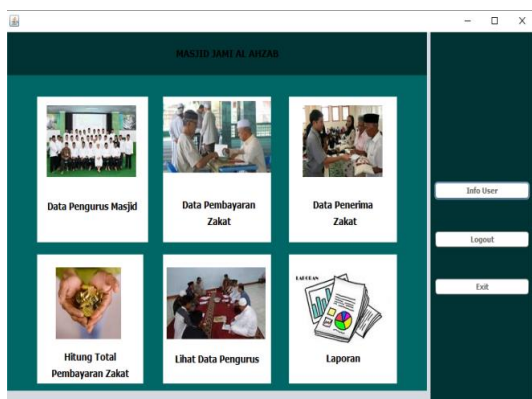 MASJID JAMI AL AHZAB
Data Pengurus Masjid
Data Pembayaran
Zakat
Data Penerima
Zakat
Info User
Logout
Exit
Hitung Total
Pembayaran Zakat
Lihat Data Pengurus
LAPORAN
Laporan